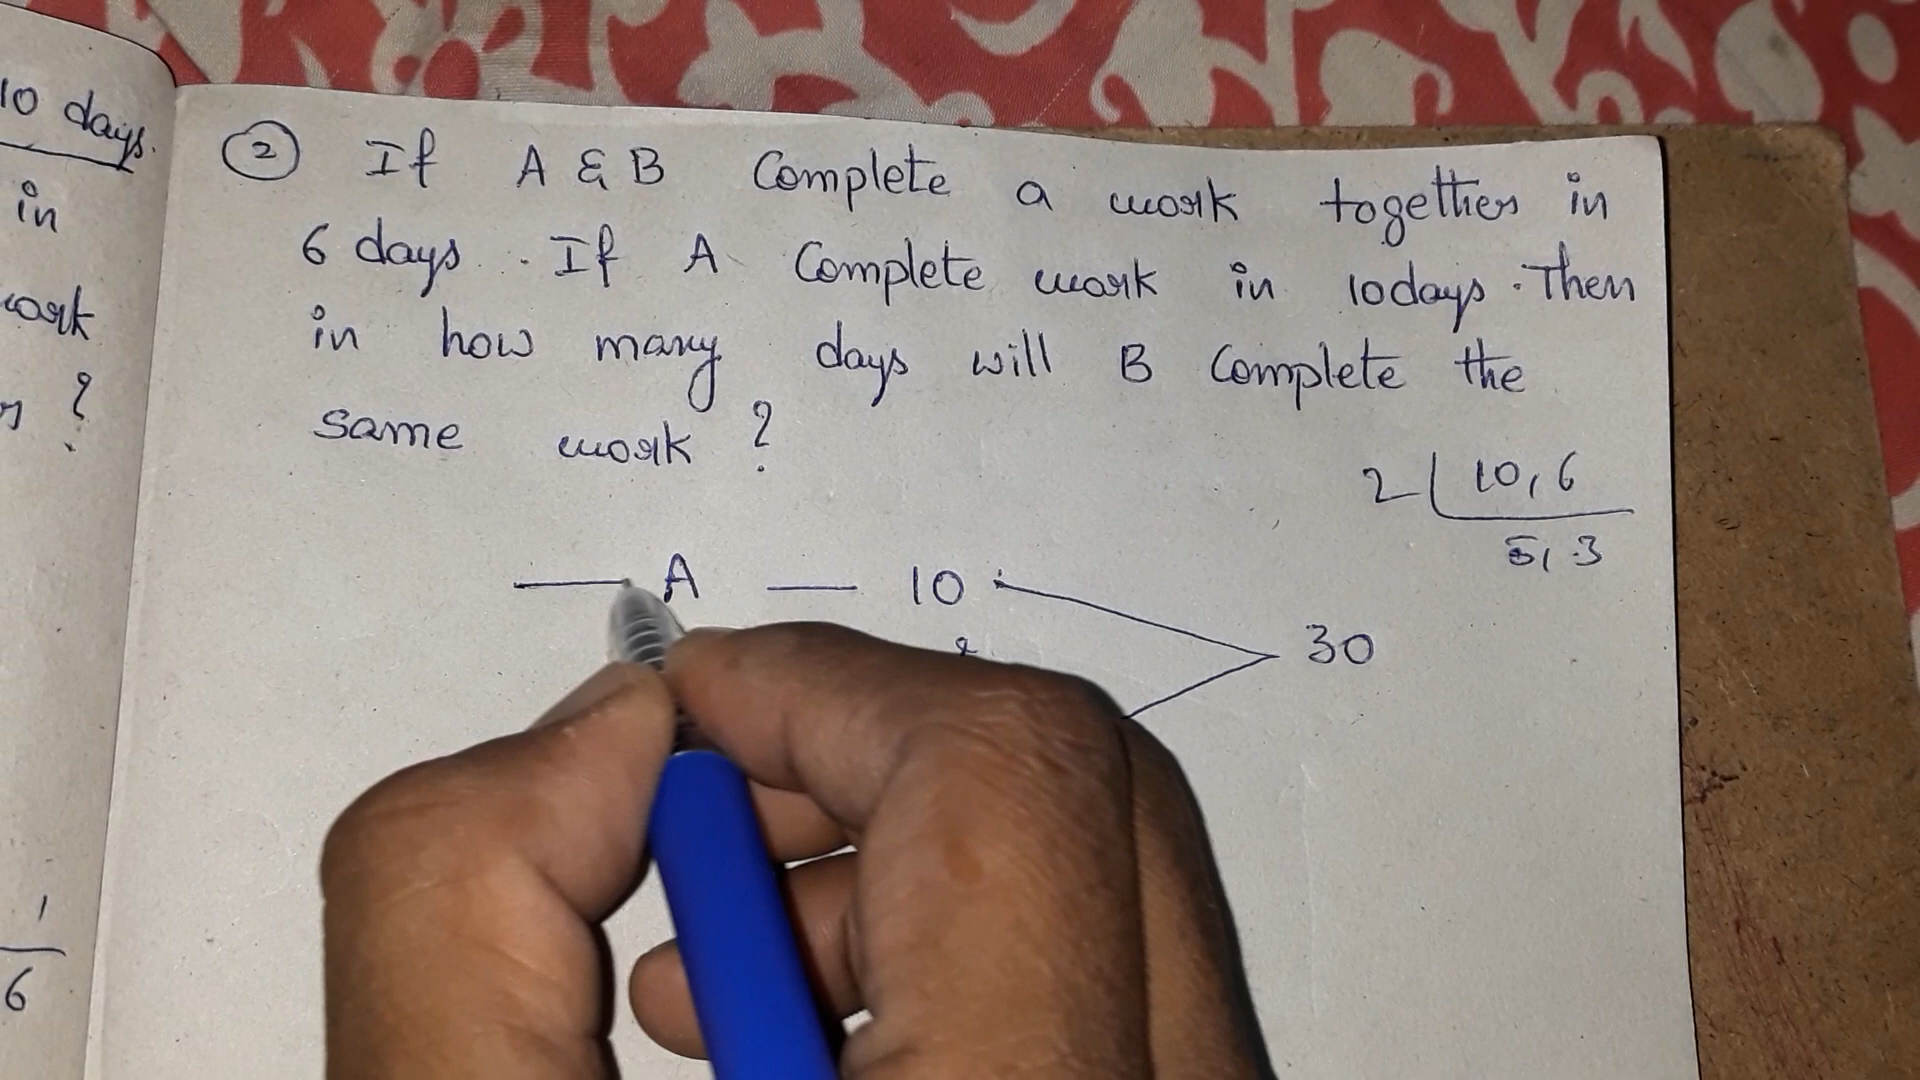 10 days.
in
work
?
1
6
2 If A & B Complete a work together in
6 days. If A Complete work in 10days. Then
in how many days will B Complete the
same work ?
2 10, 6
5, 3
A — 10
30